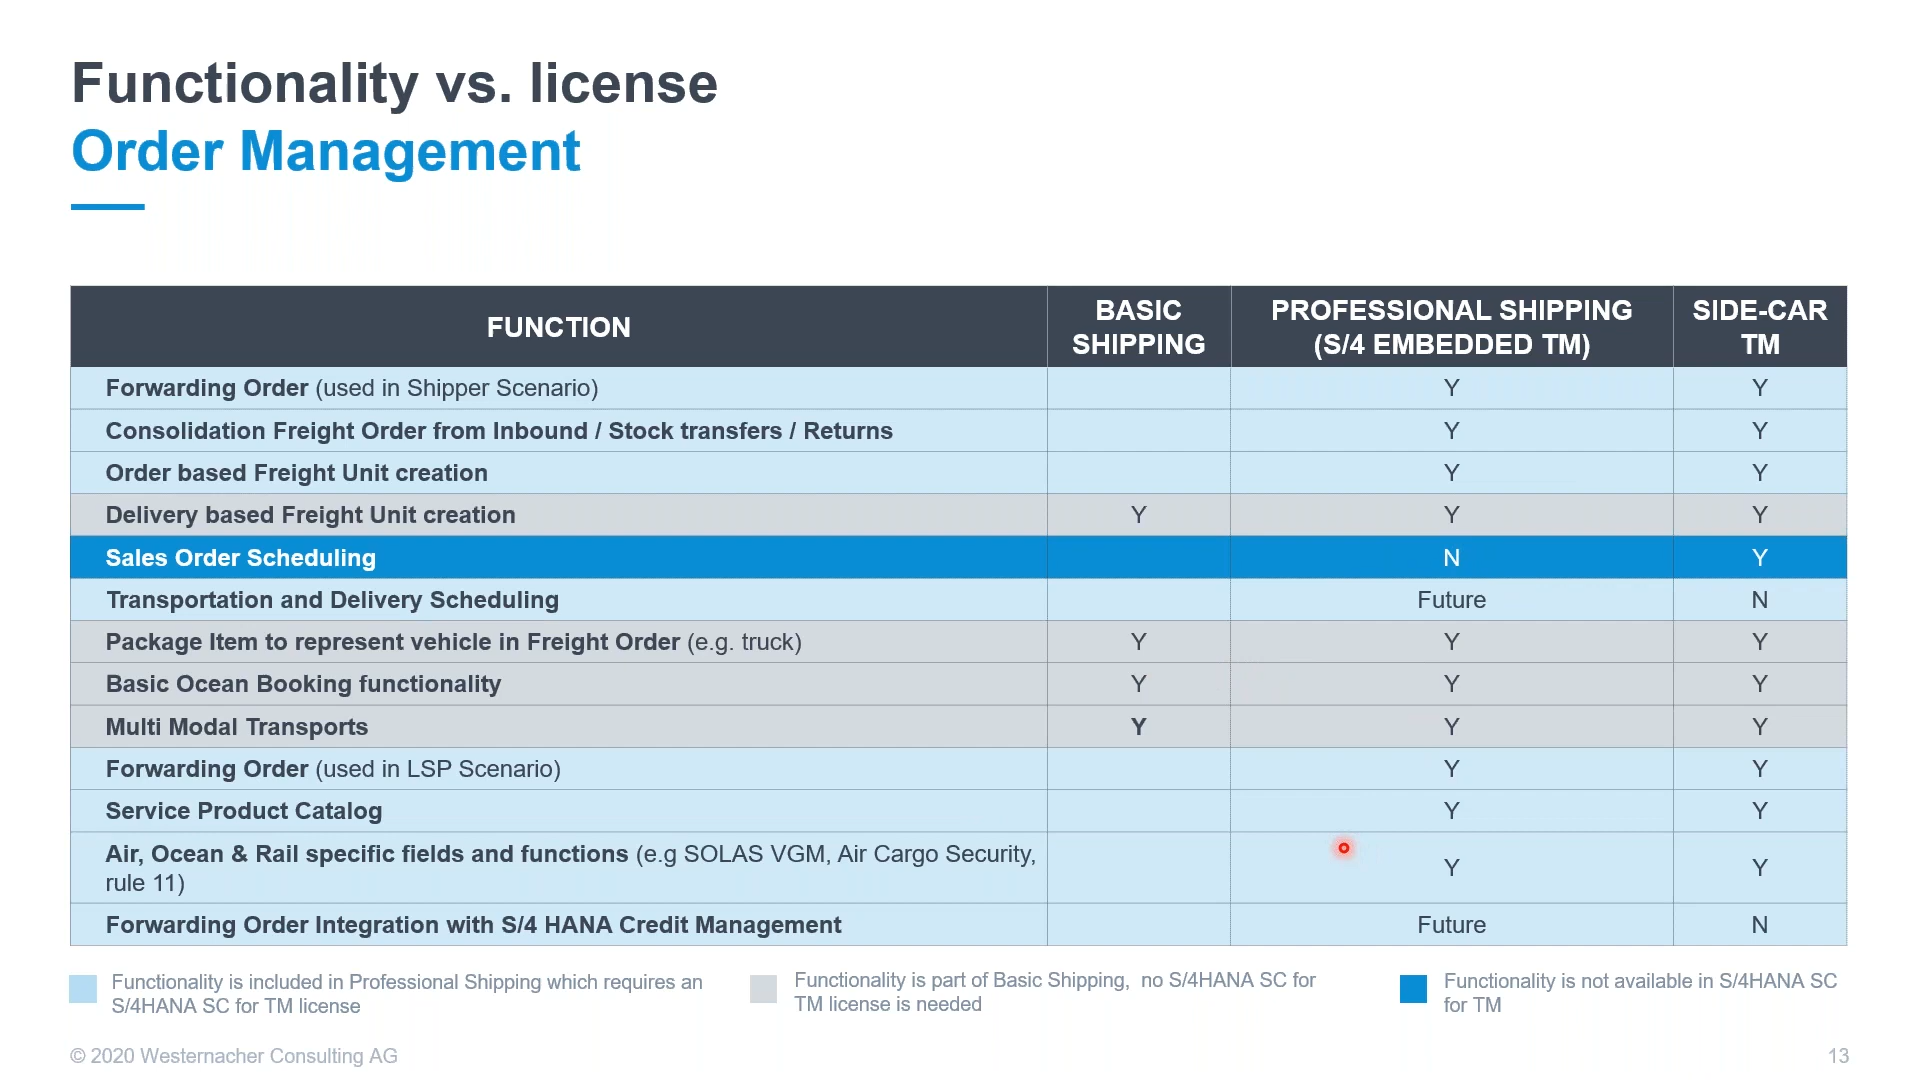 Functionality vs. license
Order Management
FUNCTION
BASIC
SHIPPING
PROFESSIONAL SHIPPING
(S/4 EMBEDDED TM)
SIDE-CAR
TM
Forwarding Order (used in Shipper Scenario) Y Y
Consolidation Freight Order from Inbound / Stock transfers / Returns Y Y
Order based Freight Unit creation Y Y
Delivery based Freight Unit creation Y Y Y
Sales Order Scheduling N Y
Transportation and Delivery Scheduling Future N
Package Item to represent vehicle in Freight Order (e.g. truck) Y Y Y
Basic Ocean Booking functionality Y Y Y
Multi Modal Transports Y Y Y
Forwarding Order (used in LSP Scenario) Y Y
Service Product Catalog Y Y
Air, Ocean & Rail specific fields and functions (e.g SOLAS VGM, Air Cargo Security,
rule 11) Y Y
Forwarding Order Integration with S/4 HANA Credit Management Future N
Functionality is included in Professional Shipping which requires an
S/4HANA SC for TM license
Functionality is part of Basic Shipping, no S/4HANA SC for
TM license is needed
Functionality is not available in S/4HANA SC
for TM
© 2020 Westernacher Consulting AG
13